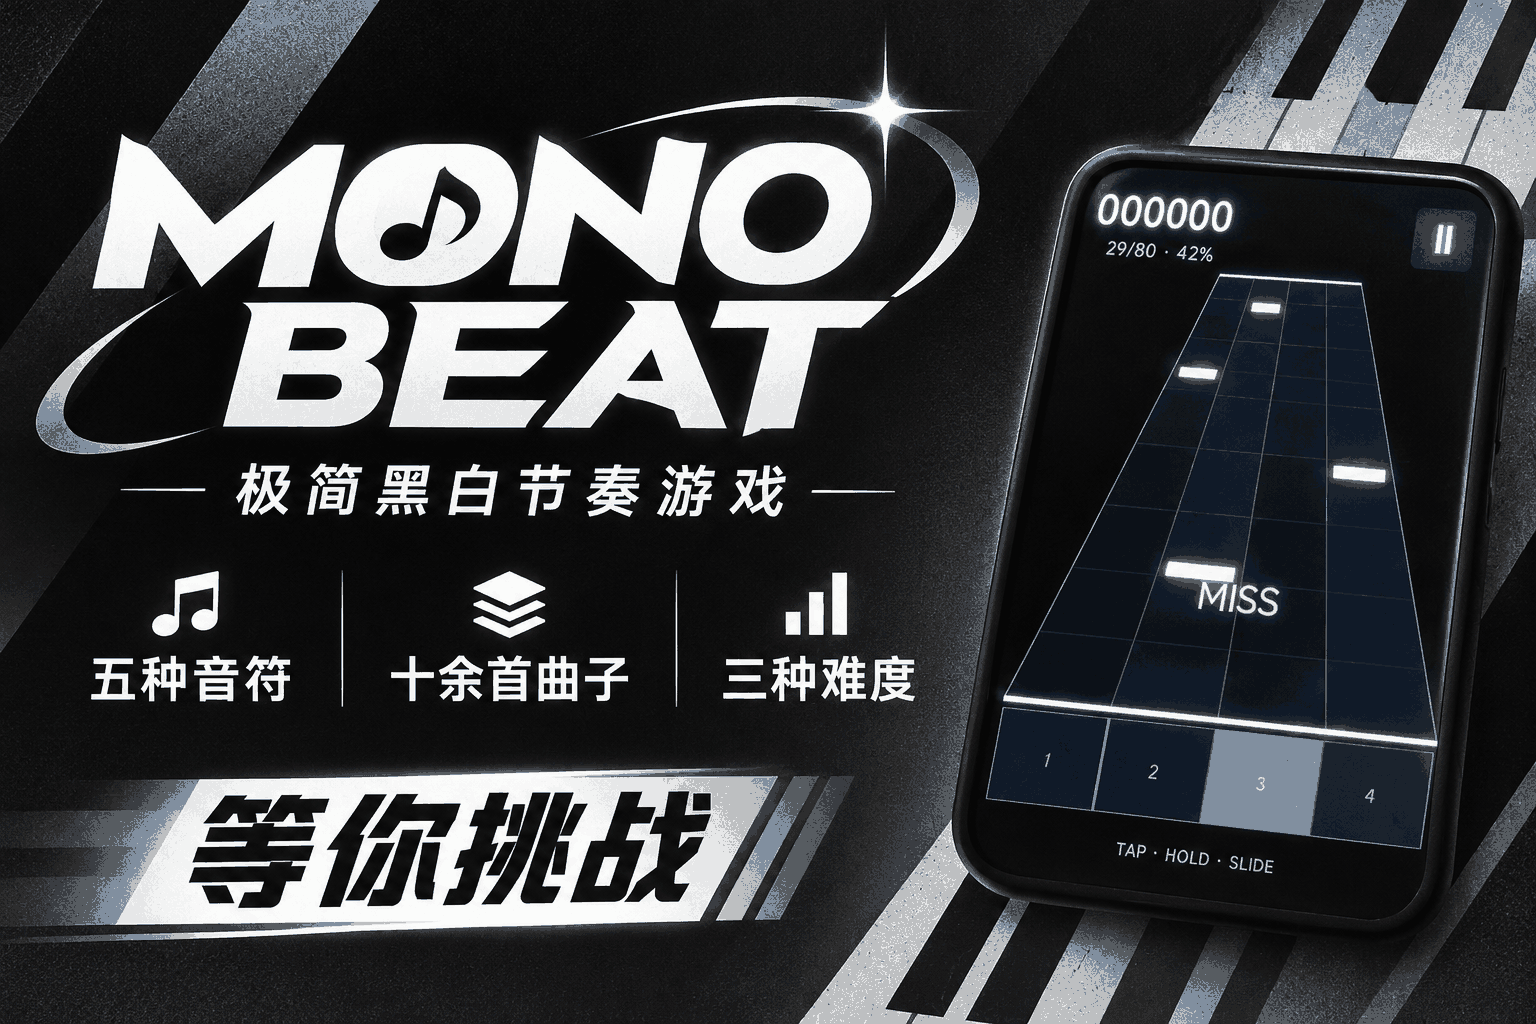 MONO
BEAT
极简黑白节奏游戏
五种音符
十余首曲子
三种难度
等你挑战
000000
29/80 · 42%
MISS
1
2
3
4
TAP · HOLD · SLIDE